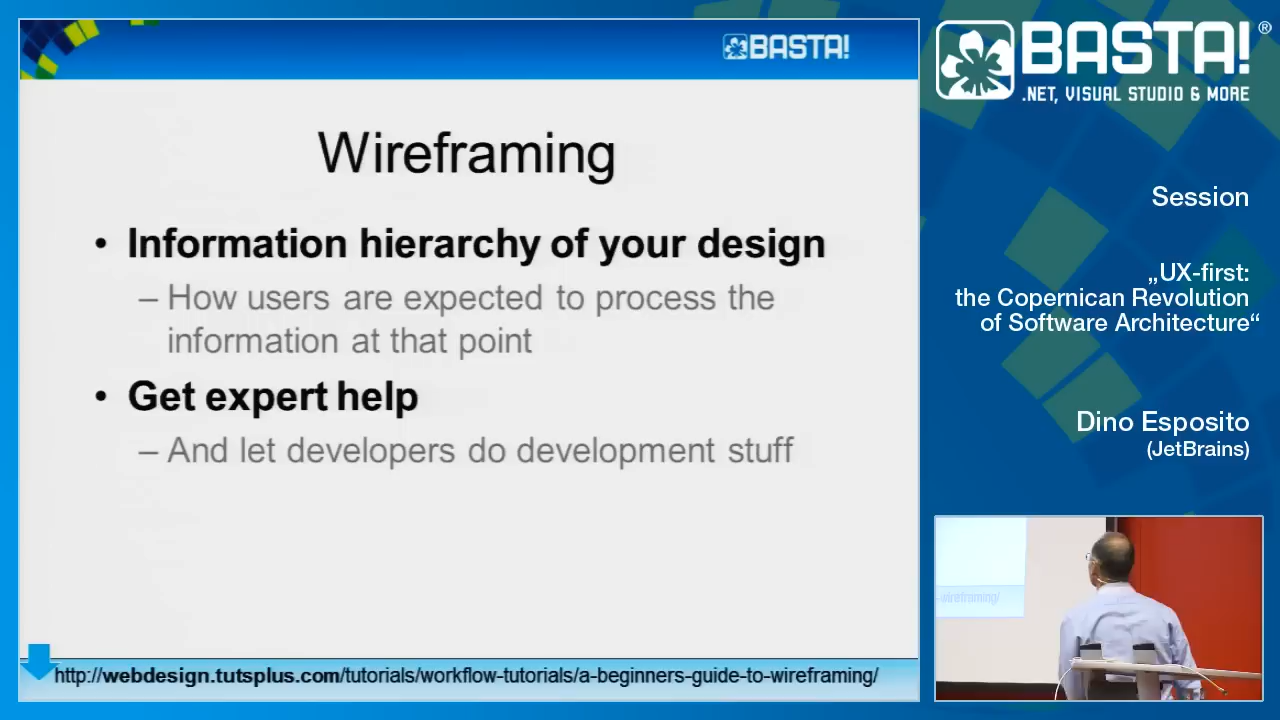 BASTA!
Wireframing
• Information hierarchy of your design
– How users are expected to process the
information at that point
• Get expert help
– And let developers do development stuff
http://webdesign.tutsplus.com/tutorials/workflow-tutorials/a-beginners-guide-to-wireframing/
BASTA!®
.NET, VISUAL STUDIO & MORE
Session
„UX-first:
the Copernican Revolution
of Software Architecture“
Dino Esposito
(JetBrains)
-wireframing/